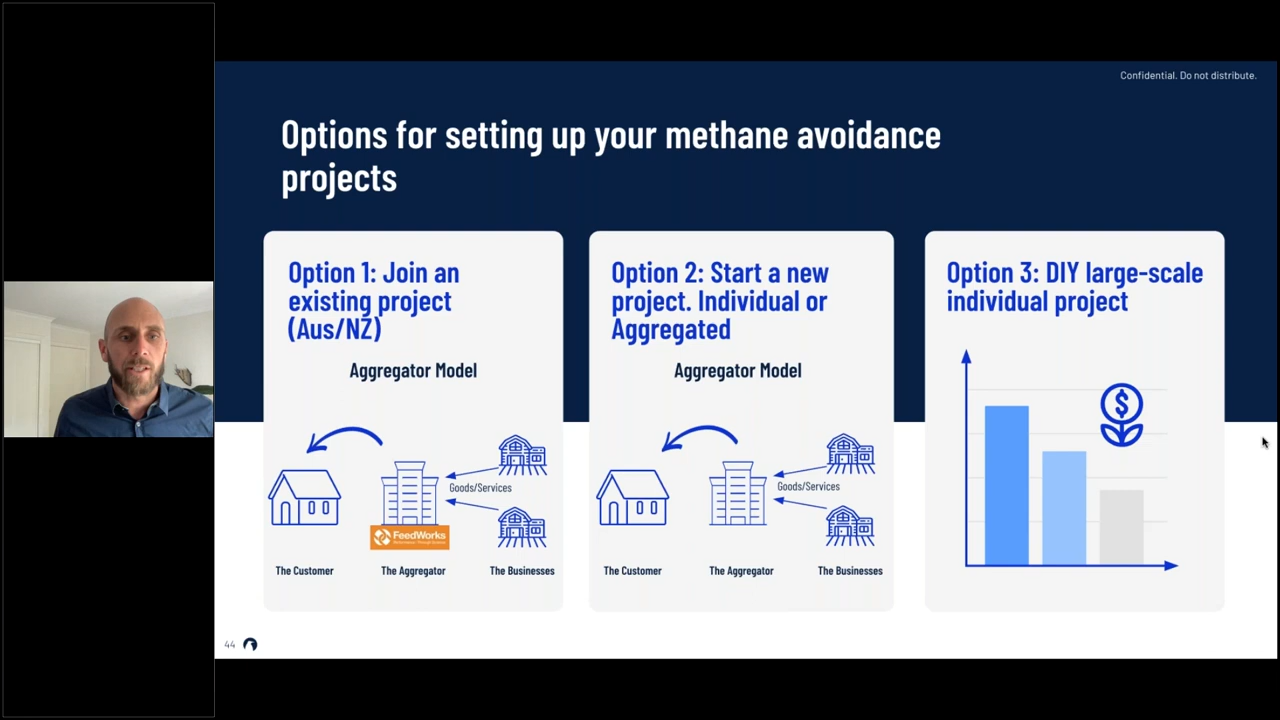 Confidential. Do not distribute.
Options for setting up your methane avoidance
projects
Option 1: Join an
existing project
(Aus/NZ)
Aggregator Model
Goods/Services
FeedWorks
The Customer
The Aggregator
The Businesses
Option 2: Start a new
project. Individual or
Aggregated
Aggregator Model
Goods/Services
The Customer
The Aggregator
The Businesses
Option 3: DIY large-scale
individual project
$
44